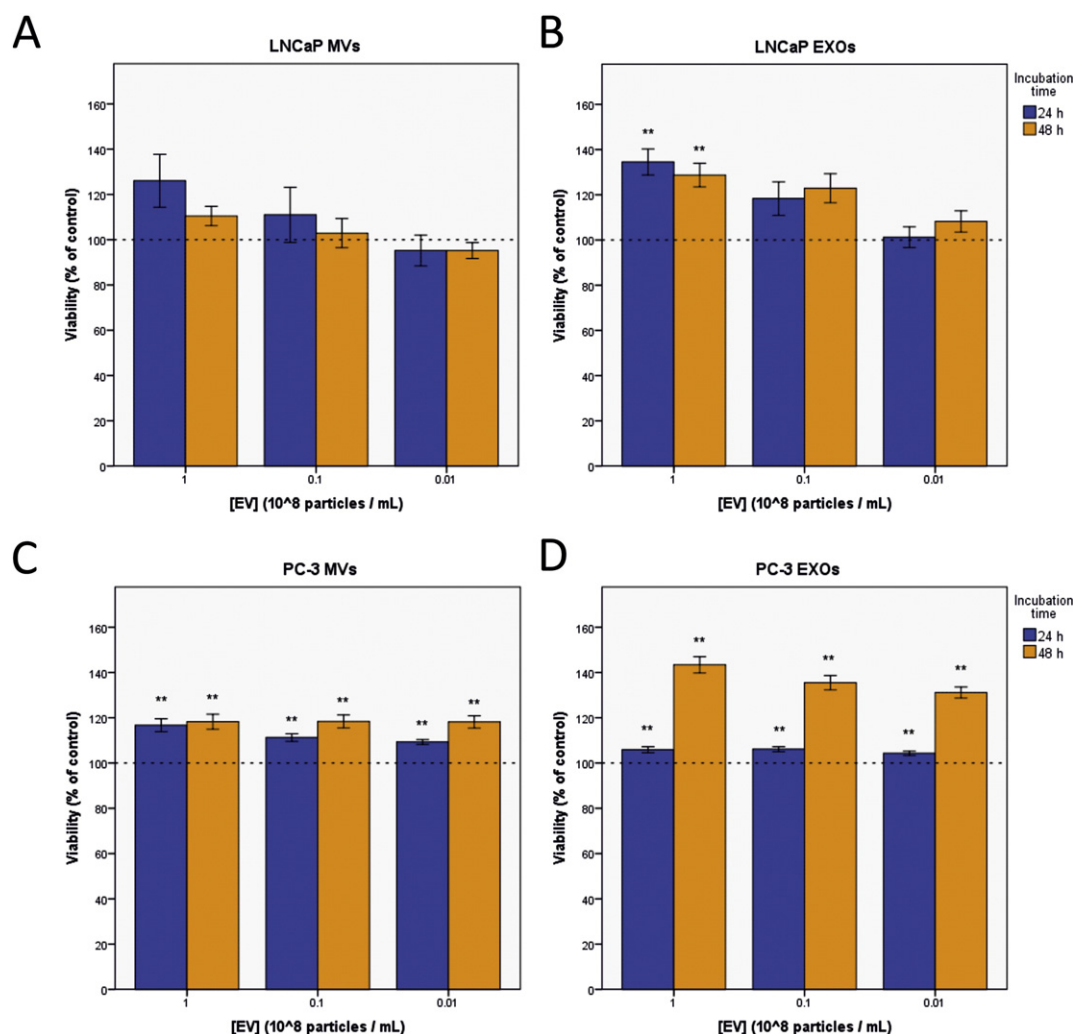 A
LNCaP MVs
Viability (% of control)
160
140
120
100
80
60
40
20
0
1
0.1
0.01
[EV] (10^8 particles / mL)
B
LNCaP EXOs
Incubation
time
24 h
48 h
Viability (% of control)
160
140
120
100
80
60
40
20
0
**
**
1
0.1
0.01
[EV] (10^8 particles / mL)
C
PC-3 MVs
Viability (% of control)
160
140
120
100
80
60
40
20
0
**
**
**
**
**
**
1
0.1
0.01
[EV] (10^8 particles / mL)
D
PC-3 EXOs
Incubation
time
24 h
48 h
Viability (% of control)
160
140
120
100
80
60
40
20
0
**
**
**
**
**
**
1
0.1
0.01
[EV] (10^8 particles / mL)